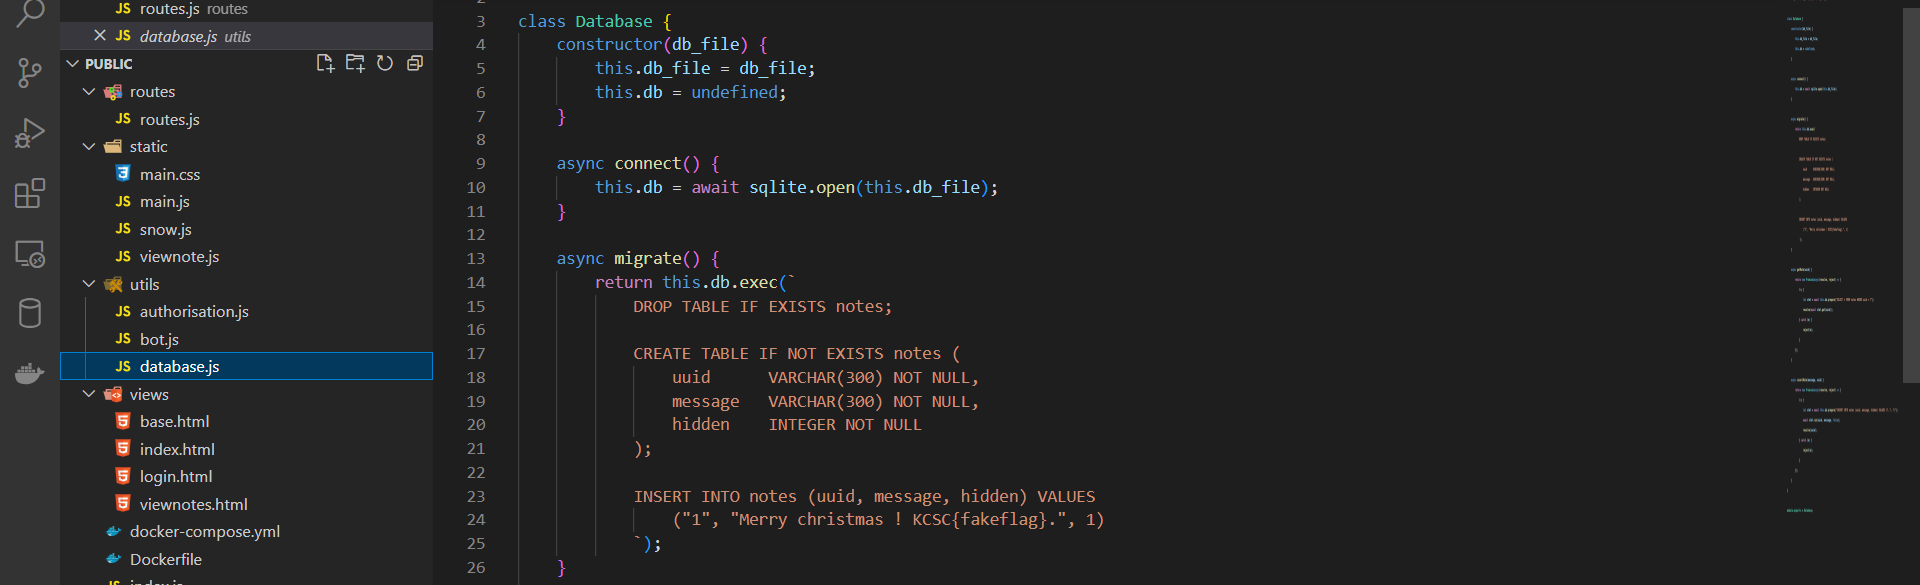 JS routes.js routes
JS database.js utils
PUBLIC
routes
JS routes.js
static
main.css
JS main.js
JS snow.js
JS viewnote.js
utils
JS authorisation.js
JS bot.js
JS database.js
views
base.html
index.html
login.html
viewnotes.html
docker-compose.yml
Dockerfile
3 class Database {
4 constructor(db_file) {
5 this.db_file = db_file;
6 this.db = undefined;
7 }
8
9 async connect() {
10 this.db = await sqlite.open(this.db_file);
11 }
12
13 async migrate() {
14 return this.db.exec(`
15 DROP TABLE IF EXISTS notes;
16
17 CREATE TABLE IF NOT EXISTS notes (
18 uuid VARCHAR(300) NOT NULL,
19 message VARCHAR(300) NOT NULL,
20 hidden INTEGER NOT NULL
21 );
22
23 INSERT INTO notes (uuid, message, hidden) VALUES
24 ("1", "Merry christmas ! KCSC{fakeflag}.", 1)
25 `);
26 }